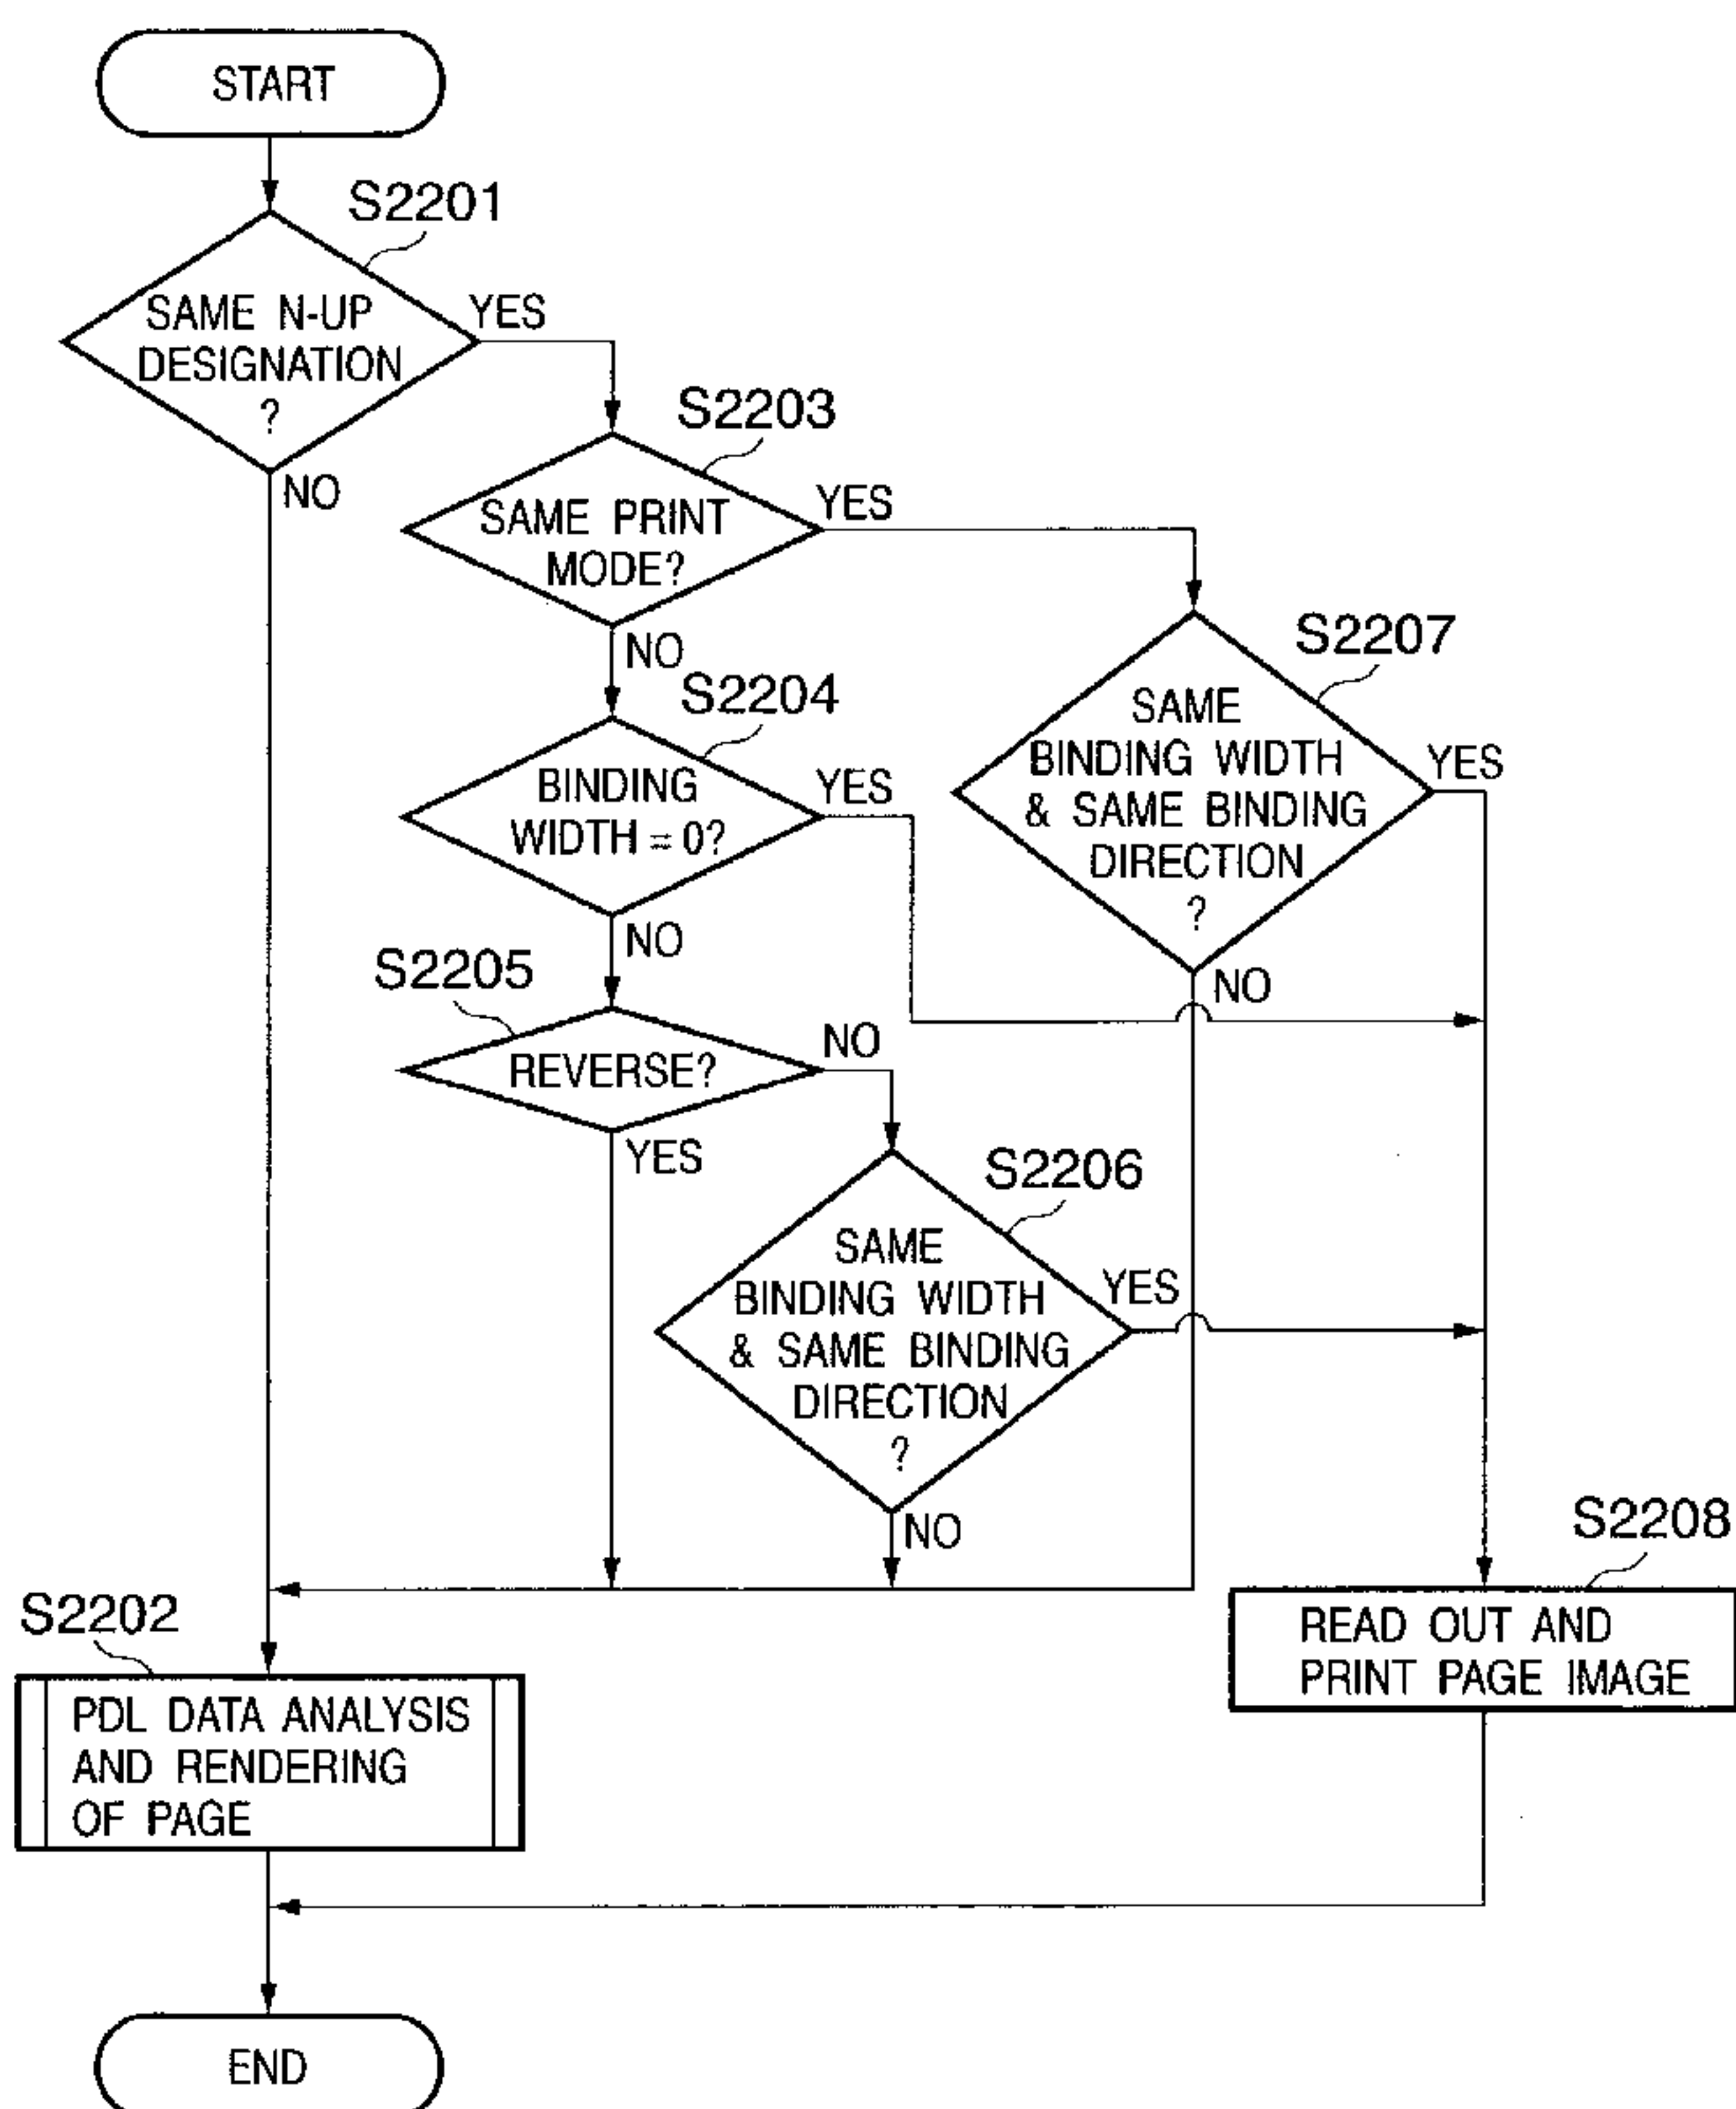 START
S2201
SAME N-UP
DESIGNATION
?
YES
NO
S2203
SAME PRINT
MODE?
YES
NO
S2204
BINDING
WIDTH = 0?
YES
NO
S2207
SAME
BINDING WIDTH
& SAME BINDING
DIRECTION
?
YES
NO
S2205
REVERSE?
NO
YES
S2206
SAME
BINDING WIDTH
& SAME BINDING
DIRECTION
?
YES
NO
S2208
READ OUT AND
PRINT PAGE IMAGE
S2202
PDL DATA ANALYSIS
AND RENDERING
OF PAGE
END